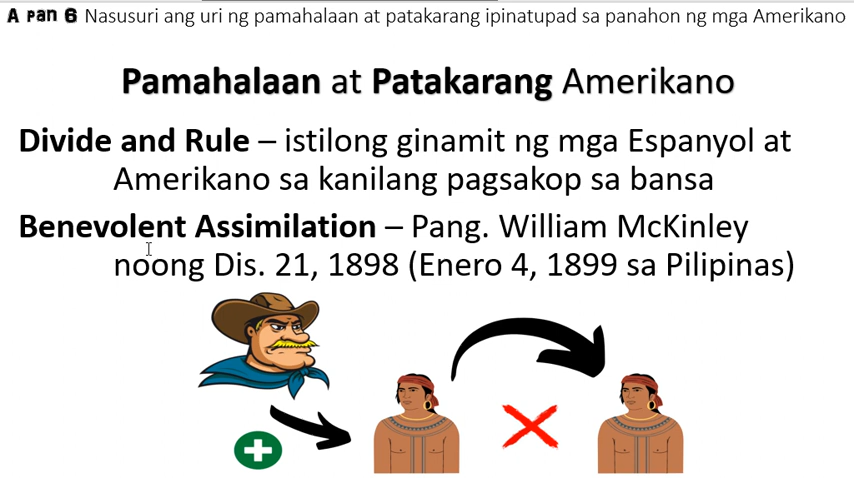 A Pan 6 Nasusuri ang uri ng pamahalaan at patakarang ipinatupad sa panahon ng mga Amerikano
Pamahalaan at Patakarang Amerikano
Divide and Rule – istilong ginamit ng mga Espanyol at
Amerikano sa kanilang pagsakop sa bansa
Benevolent Assimilation – Pang. William McKinley
noong Dis. 21, 1898 (Enero 4, 1899 sa Pilipinas)